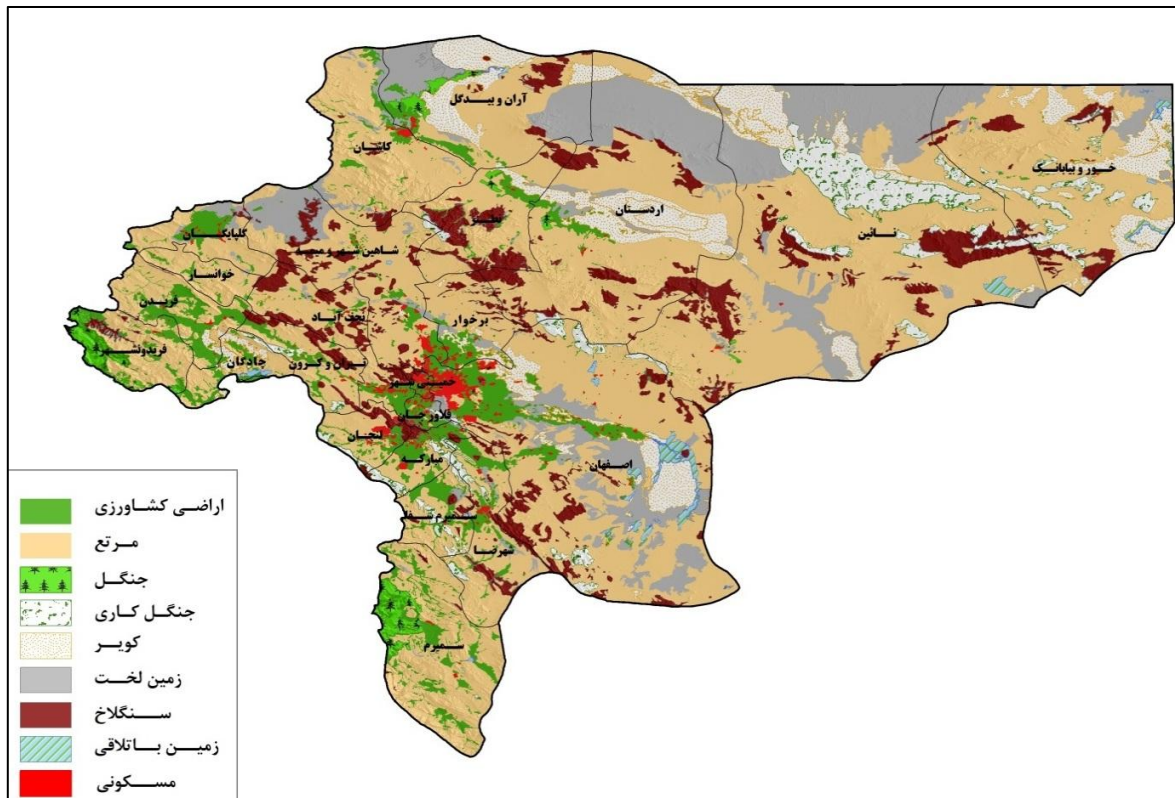 آران و بیدگل
کاشان
خور و بیابانک
اردستان
نطنز
نائین
گلپایگان
شاهین شهر و میمه
خوانسار
فریدن
نجف آباد
برخوار
فریدونشهر
چادگان
تیران و کرون
خمینی شهر
فلاورجان
لنجان
مبارکه
اصفهان
سمیرم سفلی
شهرضا
سمیرم
اراضی کشاورزی
مرتع
جنگل
جنگل کاری
کویر
زمین لخت
سنگلاخ
زمین باتلاقی
مسکونی